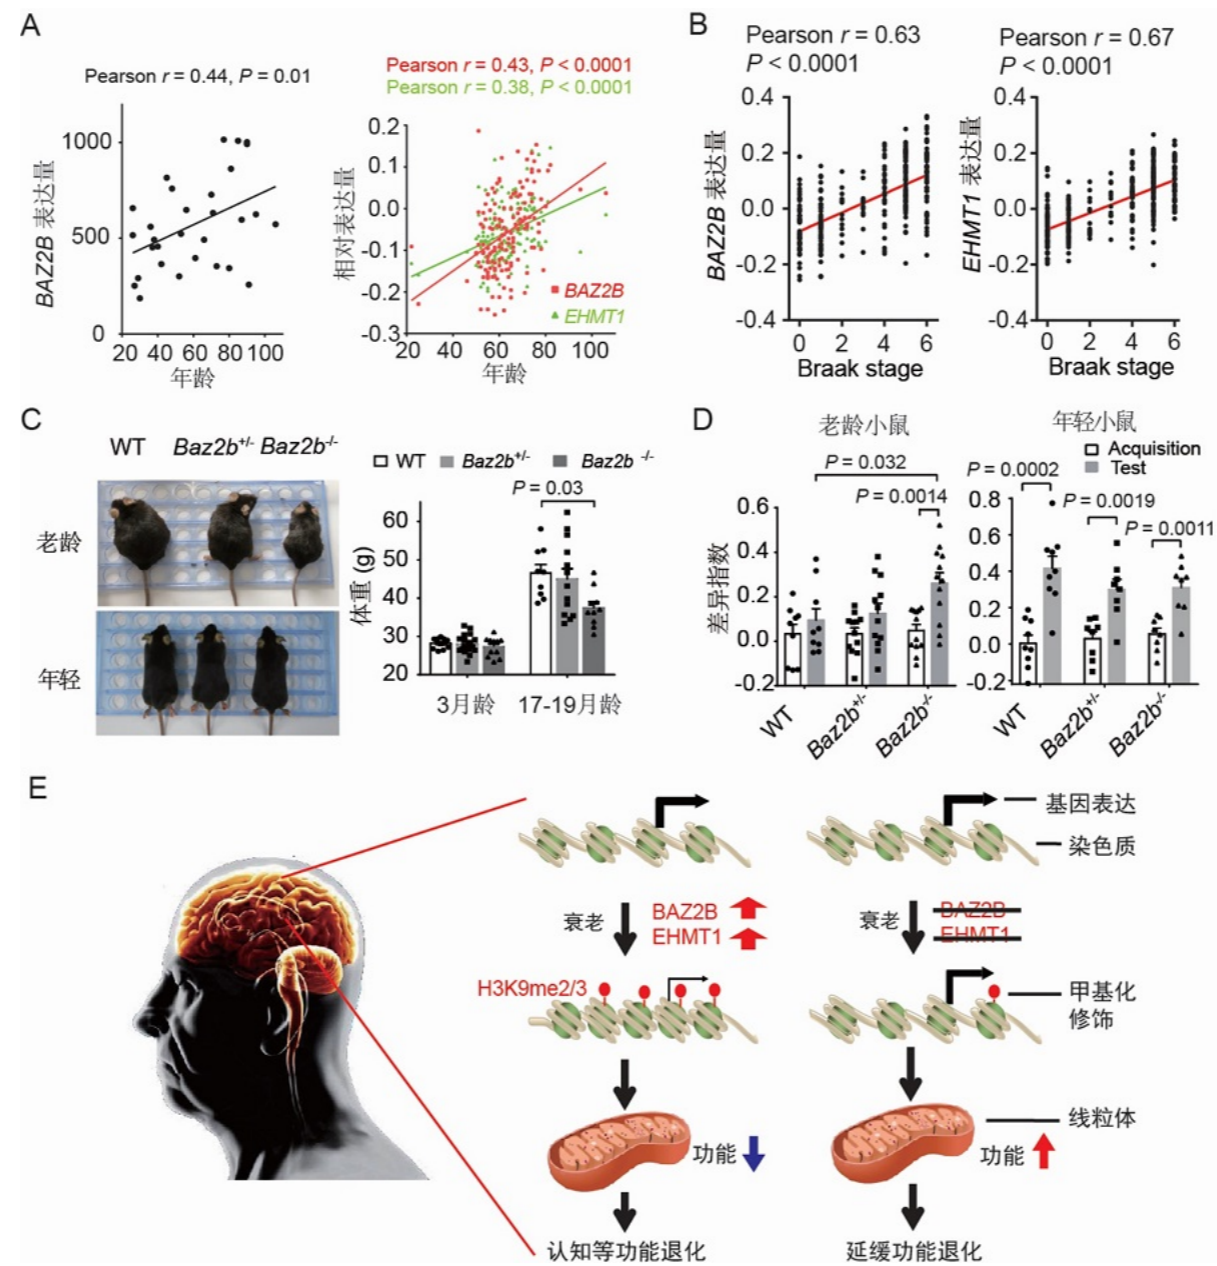 A
Pearson r = 0.44, P = 0.01
BAZ2B 表达量
1000
500
0
20 40 60 80 100
年龄
Pearson r = 0.43, P < 0.0001
Pearson r = 0.38, P < 0.0001
相对表达量
0.2
0.1
0.0
-0.1
-0.2
-0.3
BAZ2B
EHMT1
20 40 60 80 100
年龄
B
Pearson r = 0.63
P < 0.0001
BAZ2B 表达量
0.4
0.2
0.0
-0.2
-0.4
0 2 4 6
Braak stage
Pearson r = 0.67
P < 0.0001
EHMT1 表达量
0.4
0.2
0.0
-0.2
-0.4
0 2 4 6
Braak stage
C
WT Baz2b+/- Baz2b-/-
老龄
年轻
WT Baz2b+/- Baz2b -/-
P = 0.03
体重 (g)
60
50
40
30
20
3月龄 17-19月龄
D
老龄小鼠
P = 0.032
P = 0.0014
差异指数
0.6
0.4
0.2
0.0
-0.2
WT Baz2b+/- Baz2b-/-
年轻小鼠
Acquisition
Test
P = 0.0002
P = 0.0019
P = 0.0011
0.8
0.6
0.4
0.2
0.0
-0.2
WT Baz2b+/- Baz2b-/-
E
基因表达
染色质
衰老
BAZ2B
EHMT1
衰老
BAZ2B
EHMT1
H3K9me2/3
甲基化
修饰
线粒体
功能
功能
认知等功能退化
延缓功能退化